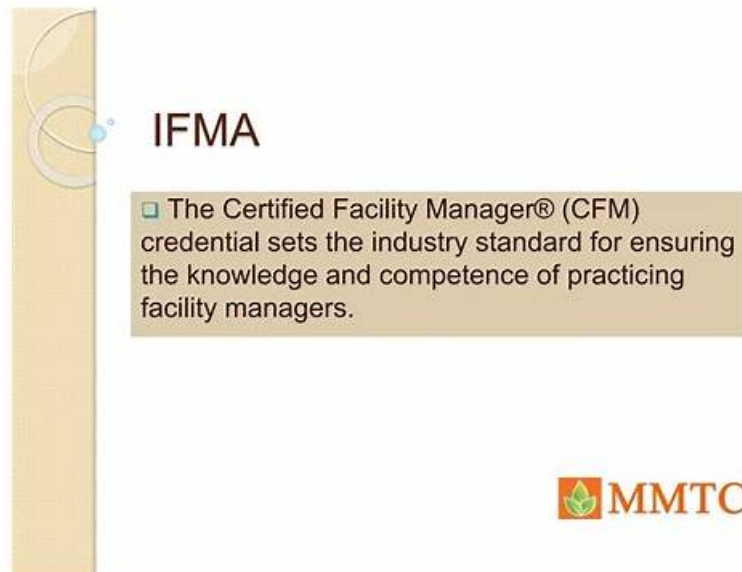 IFMA
The Certified Facility Manager® (CFM)
credential sets the industry standard for ensuring
the knowledge and competence of practicing
facility managers.
MMTC